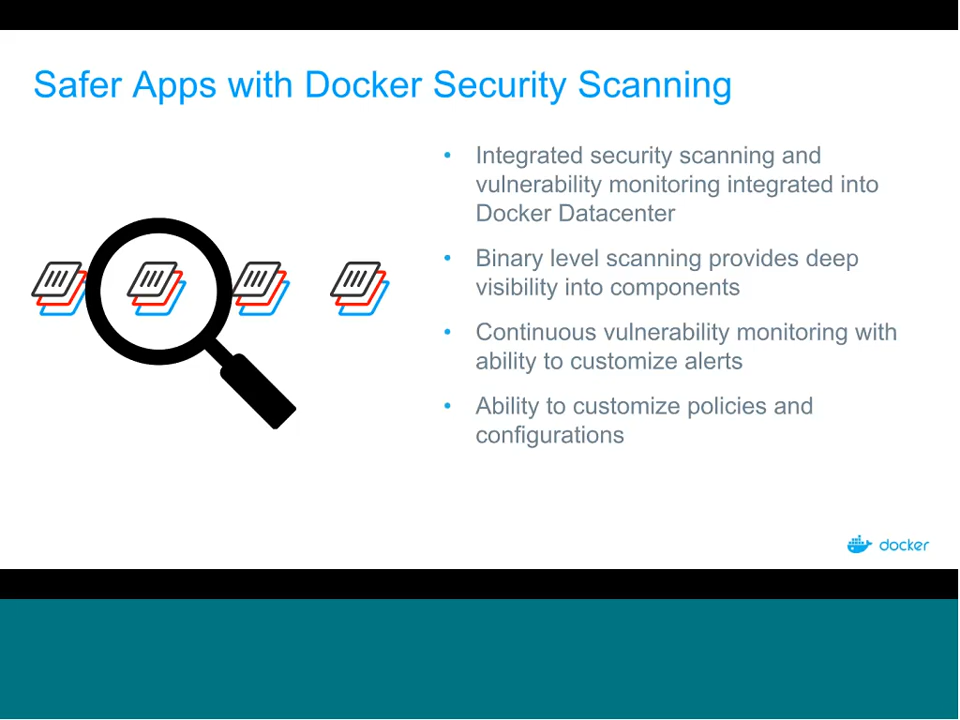 Safer Apps with Docker Security Scanning
• Integrated security scanning and
vulnerability monitoring integrated into
Docker Datacenter
• Binary level scanning provides deep
visibility into components
• Continuous vulnerability monitoring with
ability to customize alerts
• Ability to customize policies and
configurations
docker